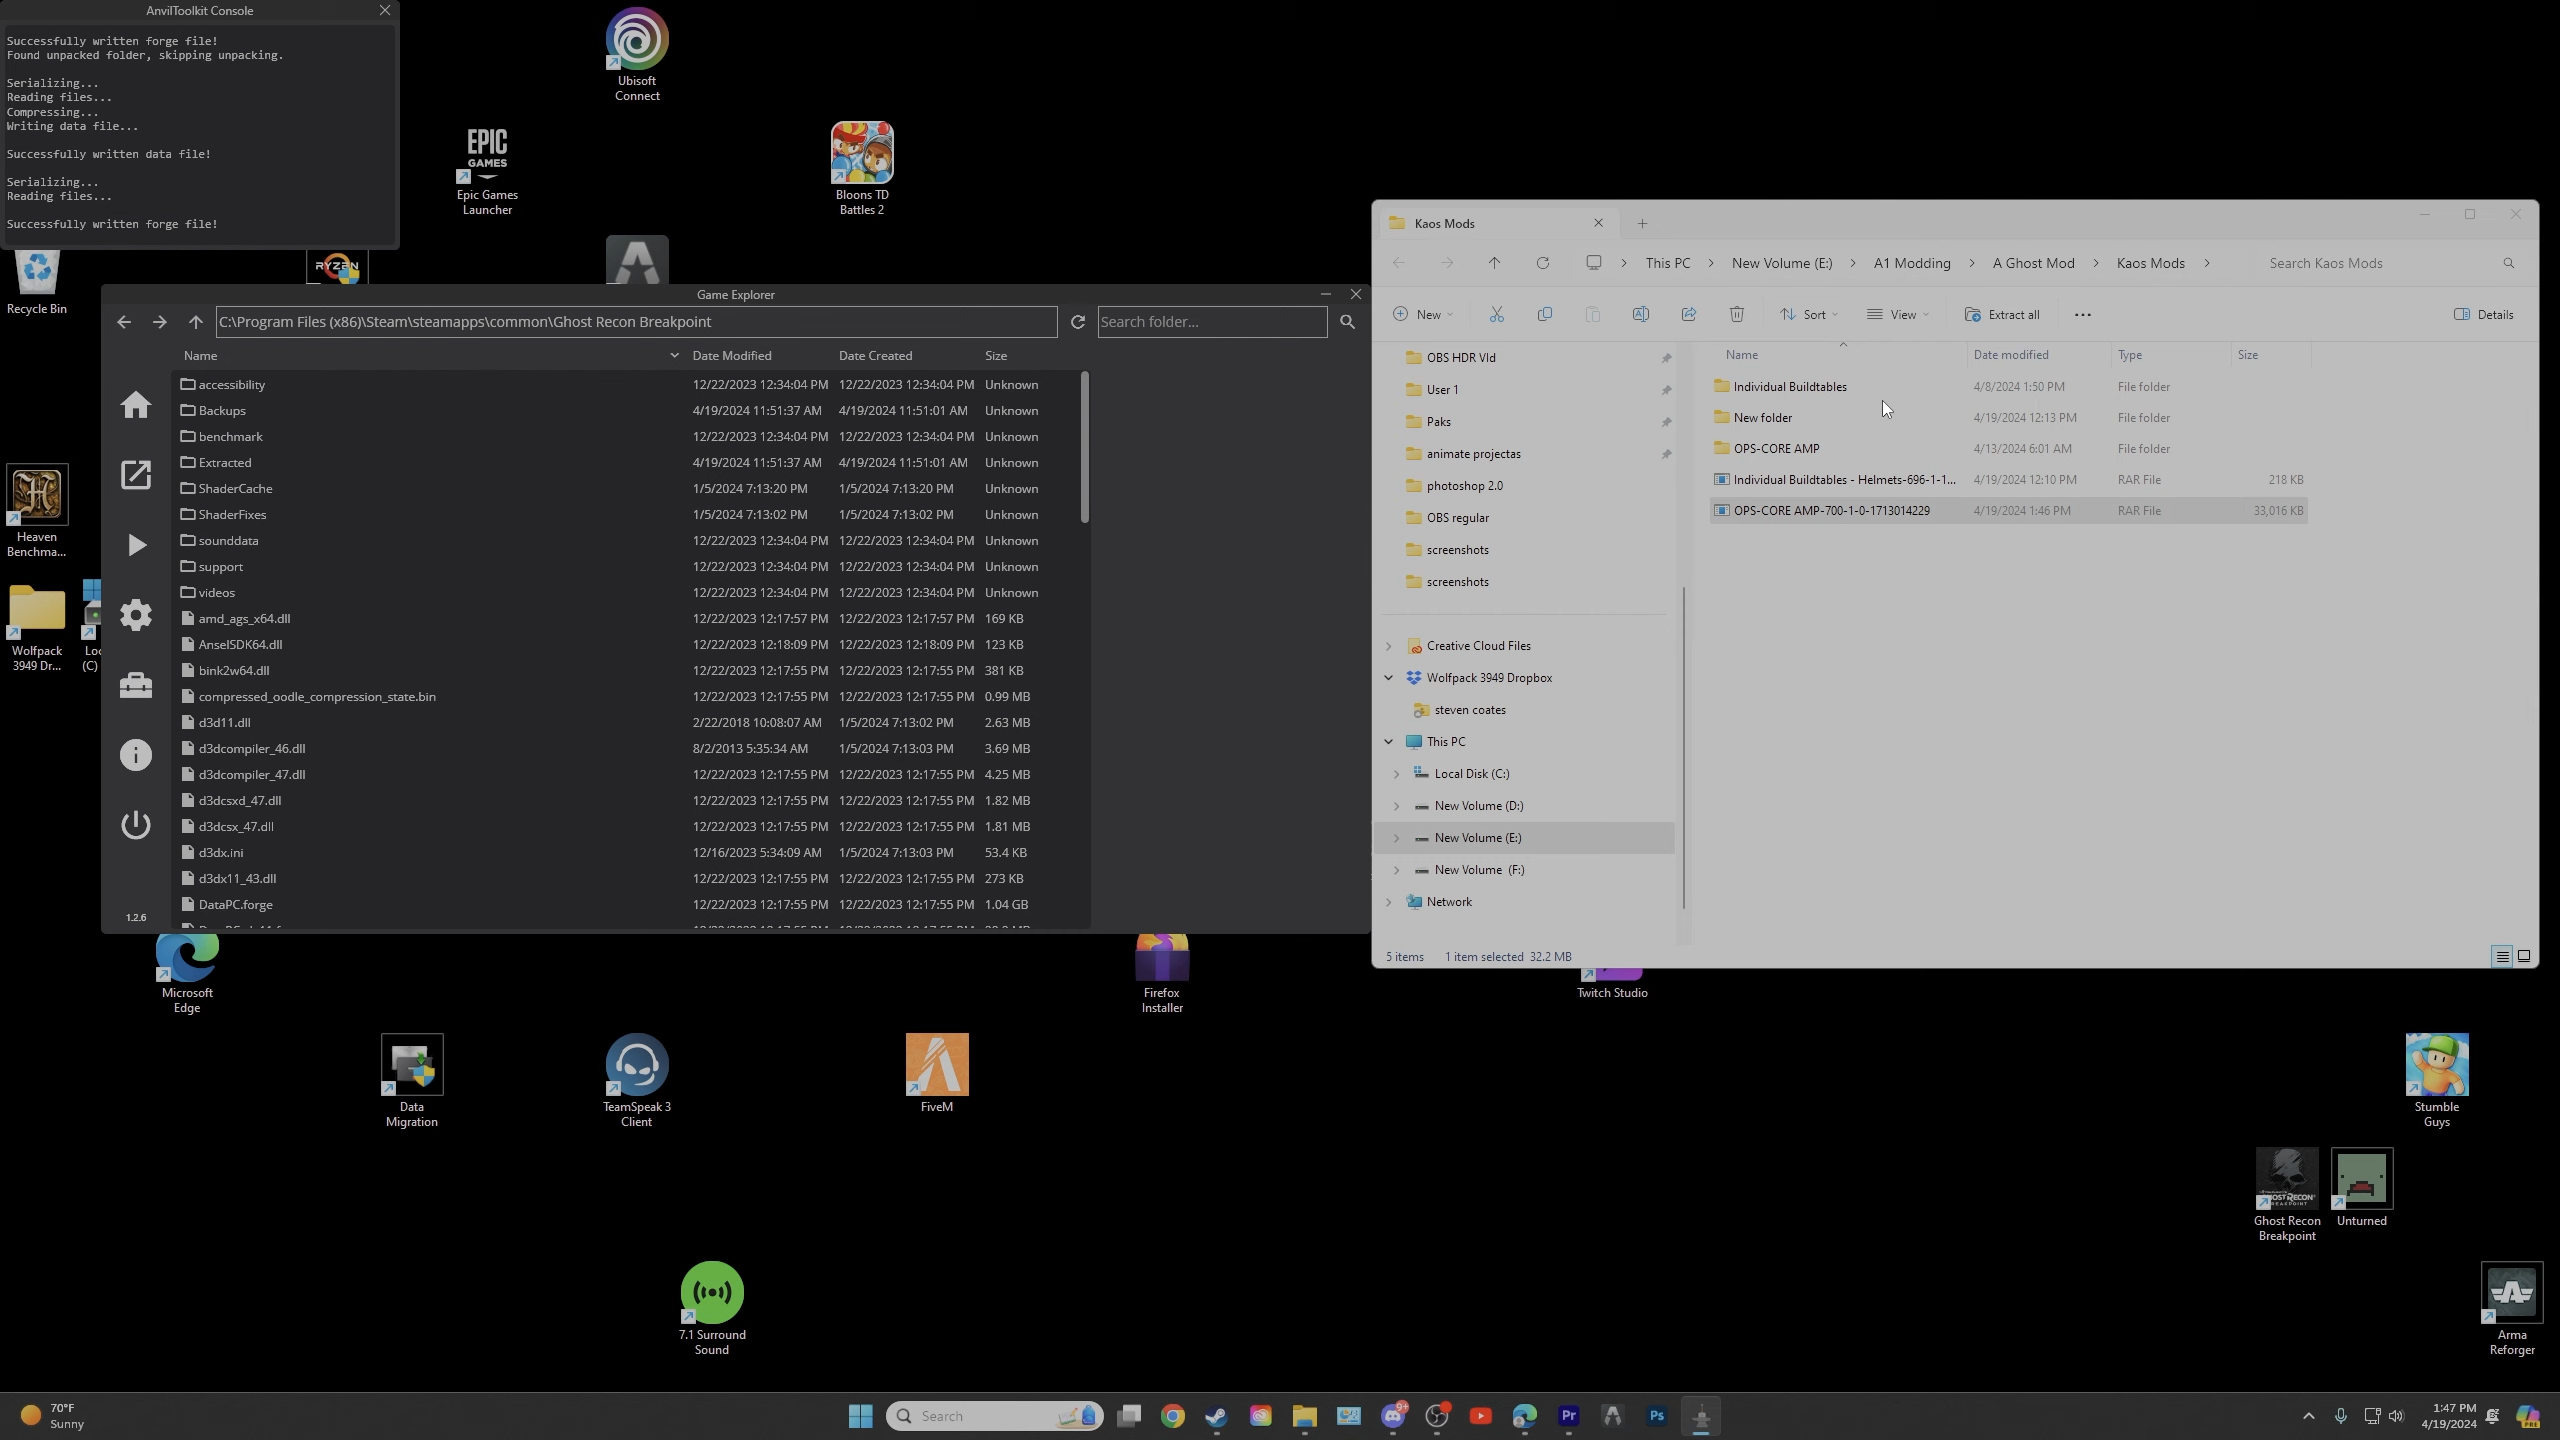 AnvilToolkit Console
Successfully written forge file!
Found unpacked folder, skipping unpacking.
Serializing...
Reading files...
Compressing...
Writing data file...
Successfully written data file!
Serializing...
Reading files...
Successfully written forge file!
Ubisoft
Connect
EPIC
GAMES
Epic Games
Launcher
Bloons TD
Battles 2
Recycle Bin
RYZEN
Heaven
Benchma...
Wolfpack
3949 Dr...
Loc
(C)
Game Explorer
C:\Program Files (x86)\Steam\steamapps\common\Ghost Recon Breakpoint
Search folder...
Name Date Modified Date Created Size
accessibility 12/22/2023 12:34:04 PM 12/22/2023 12:34:04 PM Unknown
Backups 4/19/2024 11:51:37 AM 4/19/2024 11:51:01 AM Unknown
benchmark 12/22/2023 12:34:04 PM 12/22/2023 12:34:04 PM Unknown
Extracted 4/19/2024 11:51:37 AM 4/19/2024 11:51:01 AM Unknown
ShaderCache 1/5/2024 7:13:20 PM 1/5/2024 7:13:20 PM Unknown
ShaderFixes 1/5/2024 7:13:02 PM 1/5/2024 7:13:02 PM Unknown
sounddata 12/22/2023 12:34:04 PM 12/22/2023 12:34:04 PM Unknown
support 12/22/2023 12:34:04 PM 12/22/2023 12:34:04 PM Unknown
videos 12/22/2023 12:34:04 PM 12/22/2023 12:34:04 PM Unknown
amd_ags_x64.dll 12/22/2023 12:17:57 PM 12/22/2023 12:17:57 PM 169 KB
AnselSDK64.dll 12/22/2023 12:18:09 PM 12/22/2023 12:18:09 PM 123 KB
bink2w64.dll 12/22/2023 12:17:55 PM 12/22/2023 12:17:55 PM 381 KB
compressed_oodle_compression_state.bin 12/22/2023 12:17:55 PM 12/22/2023 12:17:55 PM 0.99 MB
d3d11.dll 2/22/2018 10:08:07 AM 1/5/2024 7:13:02 PM 2.63 MB
d3dcompiler_46.dll 8/2/2013 5:35:34 AM 1/5/2024 7:13:03 PM 3.69 MB
d3dcompiler_47.dll 12/22/2023 12:17:55 PM 12/22/2023 12:17:55 PM 4.25 MB
d3dcsxd_47.dll 12/22/2023 12:17:55 PM 12/22/2023 12:17:55 PM 1.82 MB
d3dcsx_47.dll 12/22/2023 12:17:55 PM 12/22/2023 12:17:55 PM 1.81 MB
d3dx.ini 12/16/2023 5:34:09 AM 1/5/2024 7:13:03 PM 53.4 KB
d3dx11_43.dll 12/22/2023 12:17:55 PM 12/22/2023 12:17:55 PM 273 KB
DataPC.forge 12/22/2023 12:17:55 PM 12/22/2023 12:17:55 PM 1.04 GB
1.2.6
Kaos Mods
This PC > New Volume (E:) > A1 Modding > A Ghost Mod > Kaos Mods >
Search Kaos Mods
New Sort View Extract all ... Details
OBS HDR Vld
User 1
Paks
animate projectas
photoshop 2.0
OBS regular
screenshots
screenshots
Creative Cloud Files
Wolfpack 3949 Dropbox
steven coates
This PC
Local Disk (C:)
New Volume (D:)
New Volume (E:)
New Volume (F:)
Network
Name Date modified Type Size
Individual Buildtables 4/8/2024 1:50 PM File folder
New folder 4/19/2024 12:13 PM File folder
OPS-CORE AMP 4/13/2024 6:01 AM File folder
Individual Buildtables - Helmets-696-1-1... 4/19/2024 12:10 PM RAR File 218 KB
OPS-CORE AMP-700-1-0-1713014229 4/19/2024 1:46 PM RAR File 33,016 KB
5 items 1 item selected 32.2 MB
Microsoft
Edge
Firefox
Installer
Twitch Studio
Data
Migration
TeamSpeak 3
Client
FiveM
Stumble
Guys
GHOST RECON
BREAKPOINT
Ghost Recon
Breakpoint
Unturned
7.1 Surround
Sound
Arma
Reforger
70°F
Sunny
Search
9+
Pr
Ps
1:47 PM
4/19/2024
PRE